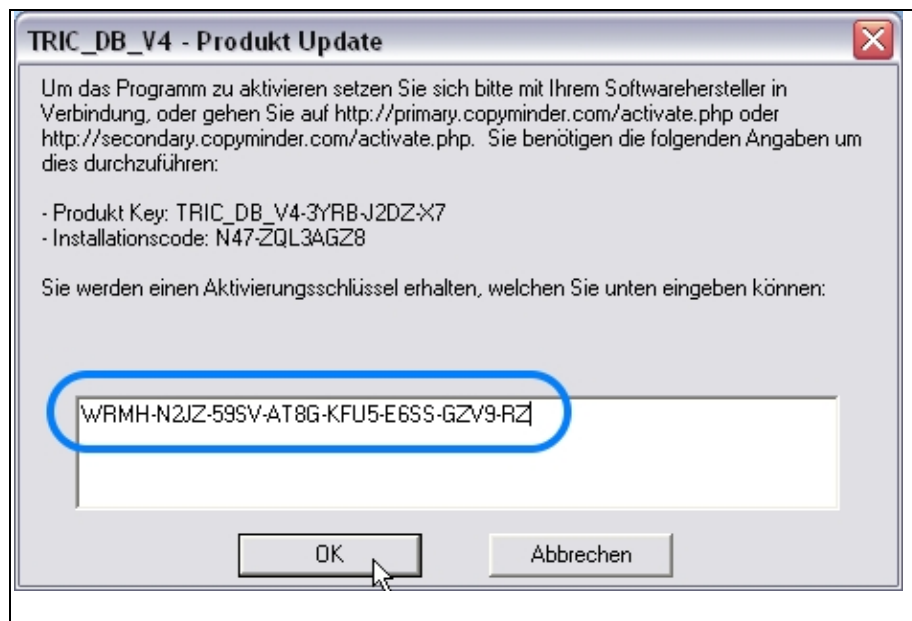 TRIC_DB_V4 - Produkt Update
Um das Programm zu aktivieren setzen Sie sich bitte mit Ihrem Softwarehersteller in
Verbindung, oder gehen Sie auf http://primary.copyminder.com/activate.php oder
http://secondary.copyminder.com/activate.php.  Sie benötigen die folgenden Angaben um
dies durchzuführen:
- Produkt Key: TRIC_DB_V4-3YRB-J2DZ-X7
- Installationscode: N47-ZQL3AGZ8
Sie werden einen Aktivierungsschlüssel erhalten, welchen Sie unten eingeben können:
WRMH-N2JZ-59SV-AT8G-KFU5-E6SS-GZV9-RZ
OK
Abbrechen